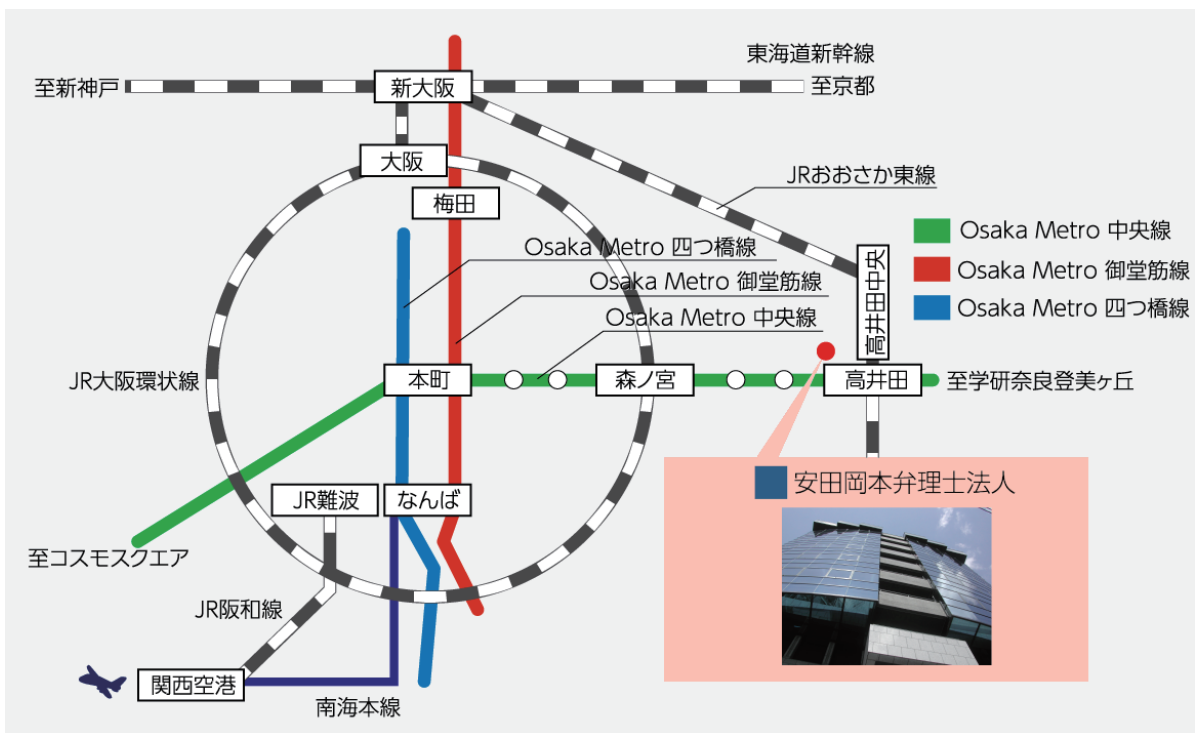 東海道新幹線
至新神戸
新大阪
至京都
大阪
JRおおさか東線
梅田
Osaka Metro 中央線
Osaka Metro 御堂筋線
Osaka Metro 四つ橋線
Osaka Metro 四つ橋線
Osaka Metro 御堂筋線
Osaka Metro 中央線
高井田中央
JR大阪環状線
本町
森ノ宮
高井田
至学研奈良登美ヶ丘
安田岡本弁理士法人
JR難波
なんば
至コスモスクエア
JR阪和線
関西空港
南海本線